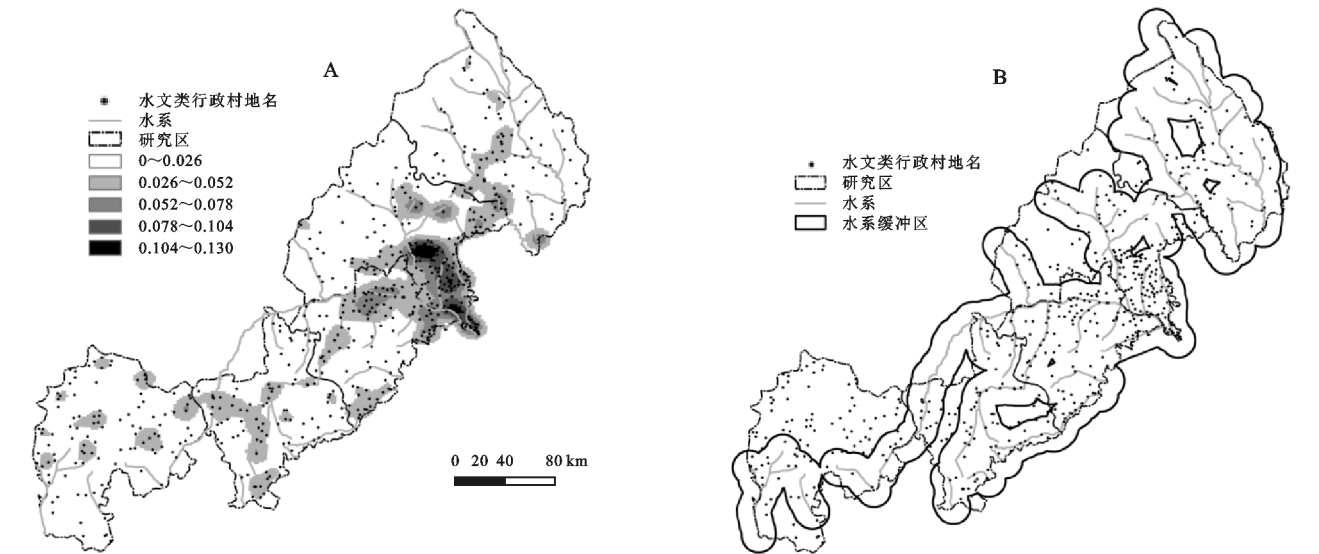 A
水文类行政村地名
水系
研究区
0～0.026
0.026～0.052
0.052～0.078
0.078～0.104
0.104～0.130
0 20 40 80 km
B
水文类行政村地名
研究区
水系
水系缓冲区